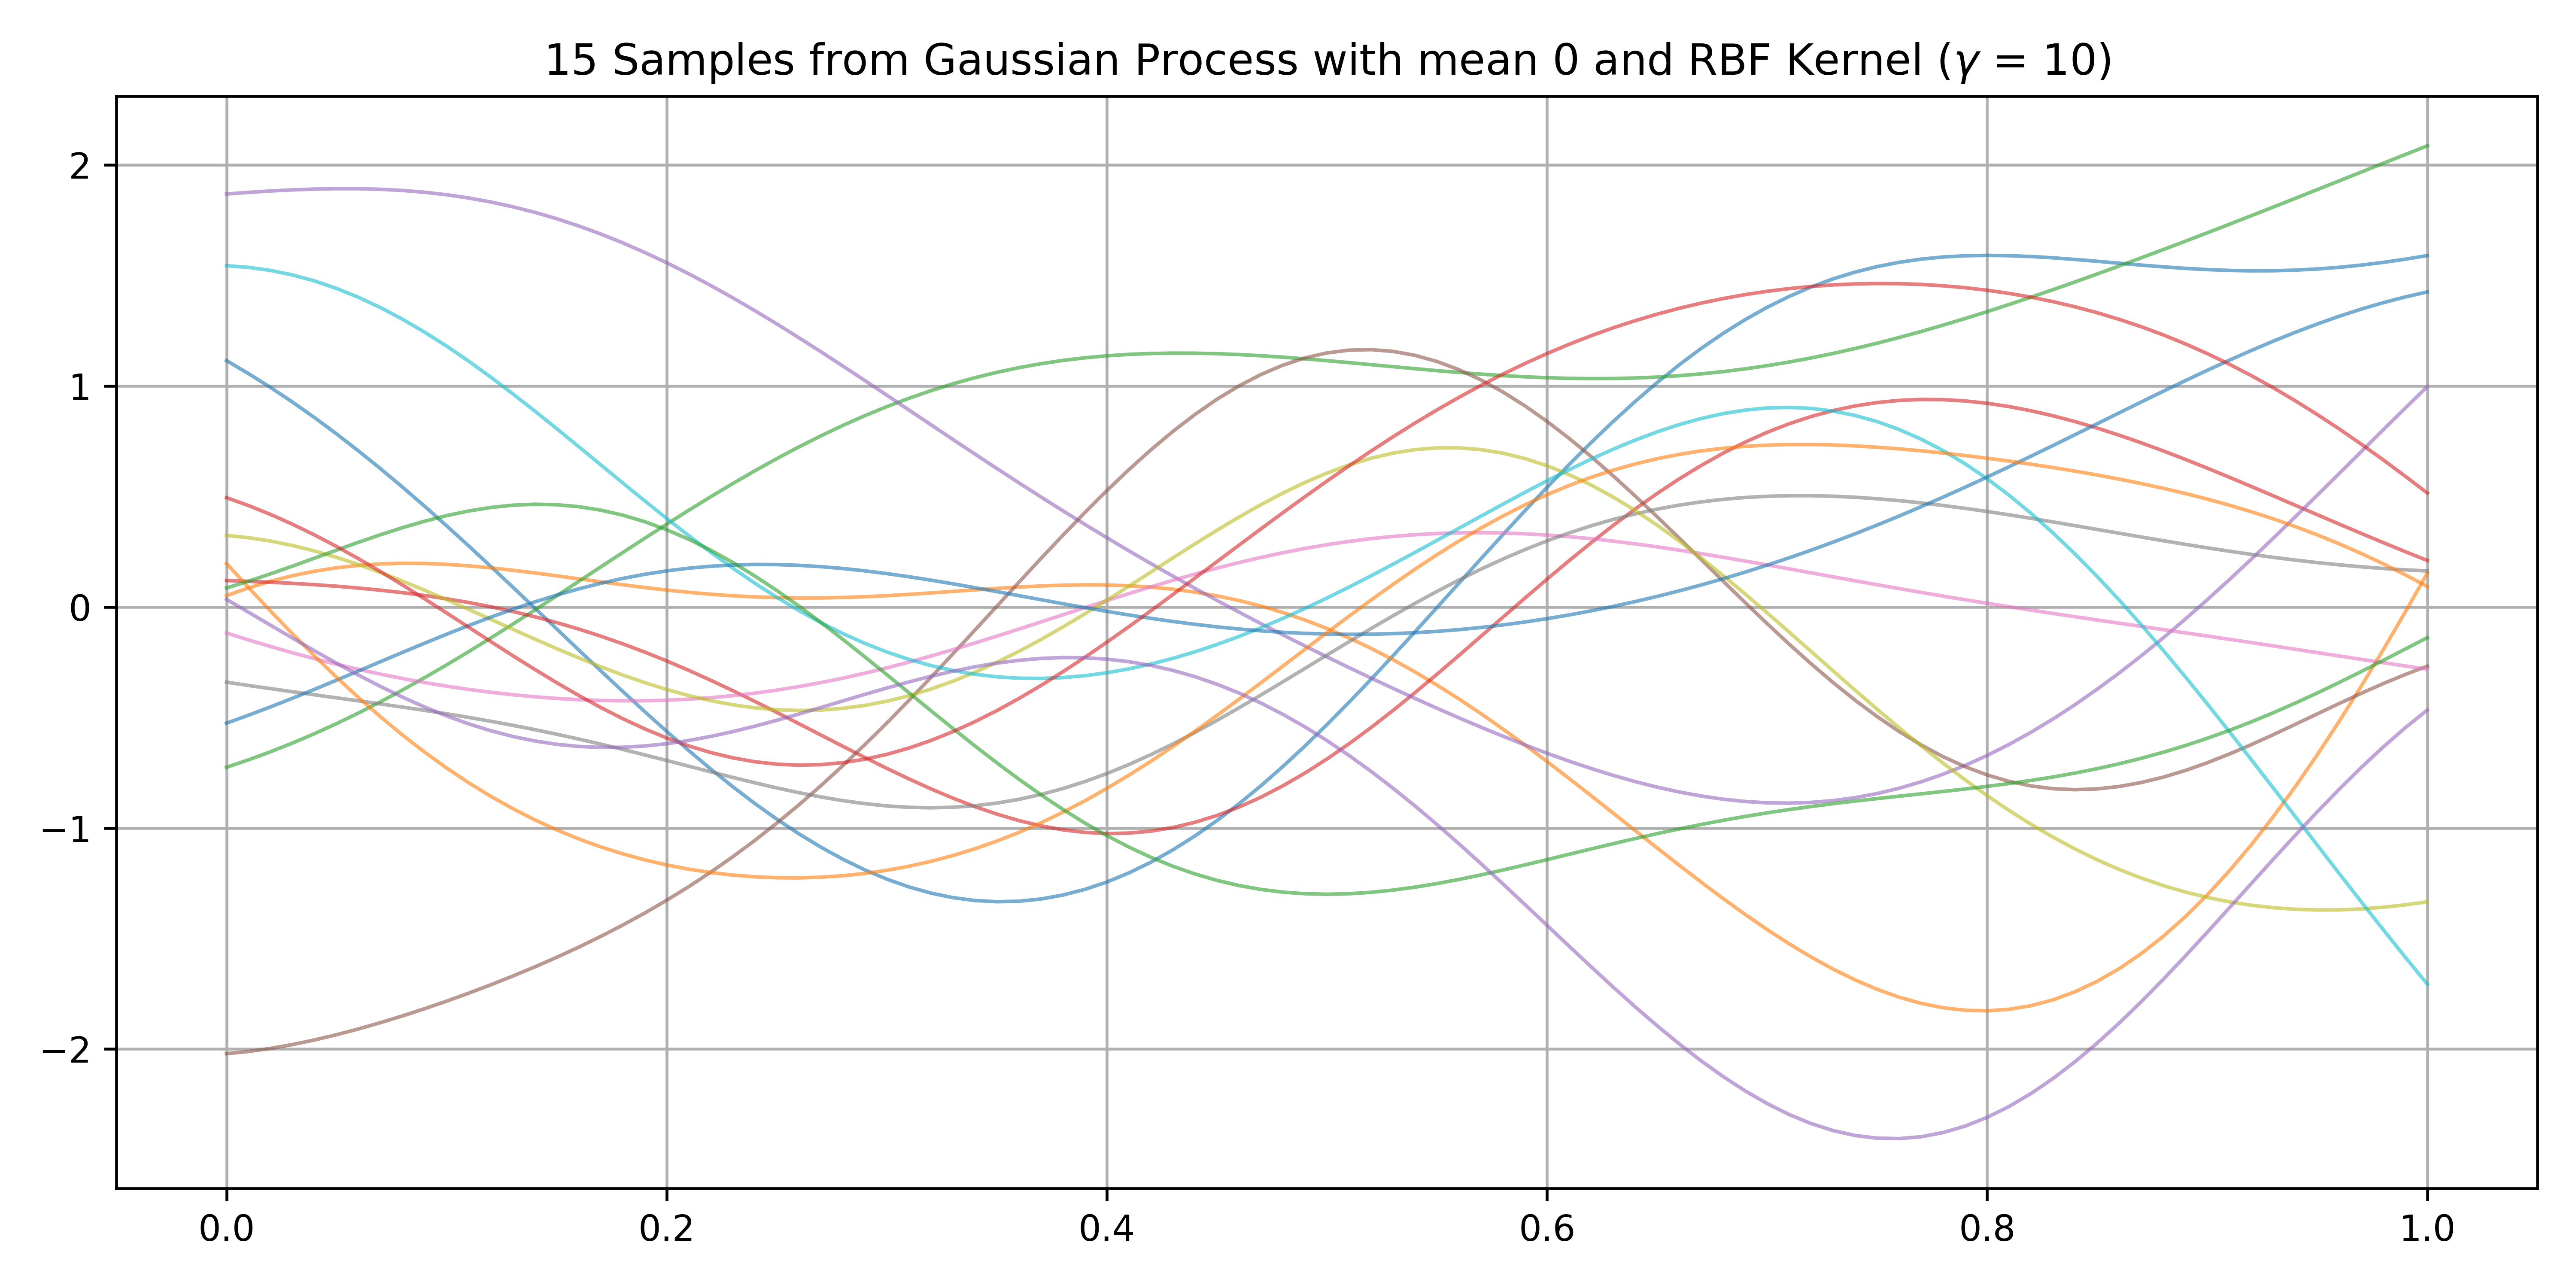 15 Samples from Gaussian Process with mean 0 and RBF Kernel (γ = 10)
2
1
0
−1
−2
0.0 0.2 0.4 0.6 0.8 1.0